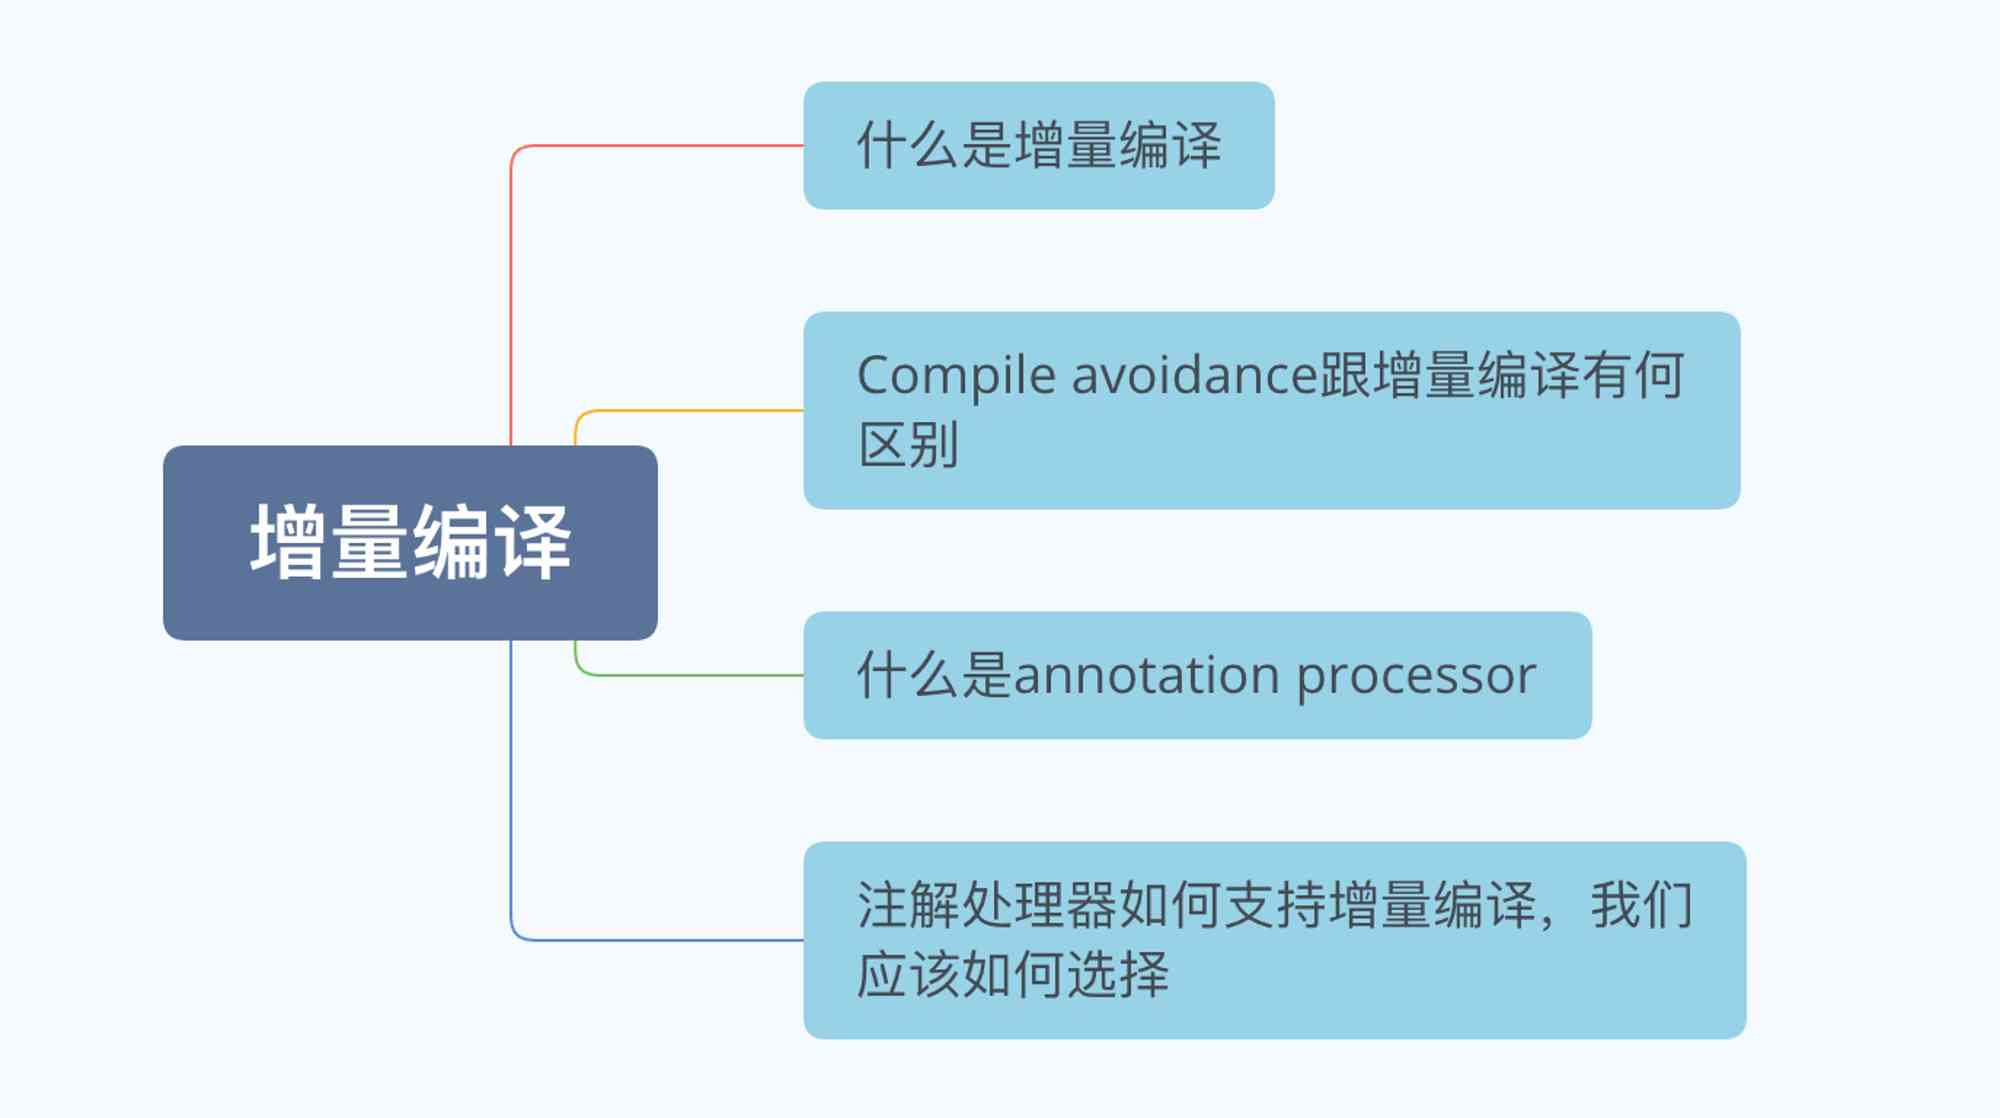 什么是增量编译
Compile avoidance跟增量编译有何
区别
增量编译
什么是annotation processor
注解处理器如何支持增量编译，我们
应该如何选择